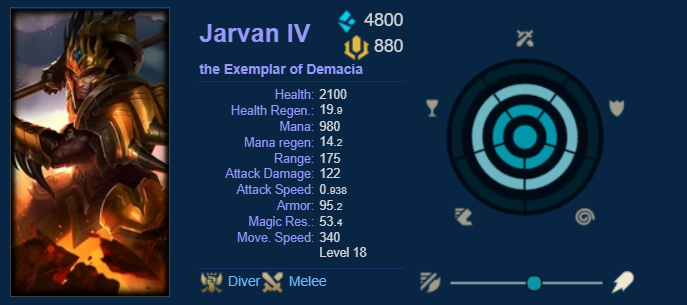 Jarvan IV
4800
880
the Exemplar of Demacia
Health: 2100
Health Regen.: 19.9
Mana: 980
Mana regen: 14.2
Range: 175
Attack Damage: 122
Attack Speed: 0.938
Armor: 95.2
Magic Res.: 53.4
Move. Speed: 340
Level 18
Diver Melee